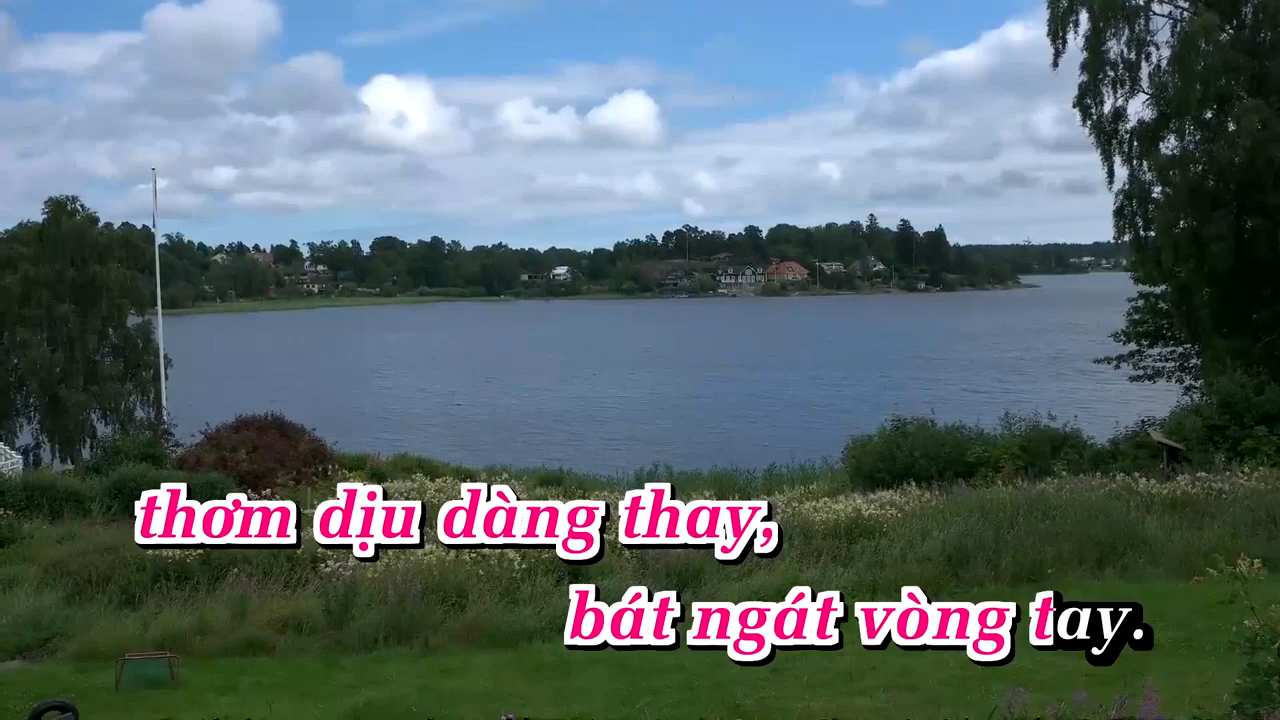 thơm dịu dàng thay,
bát ngát vòng tay.